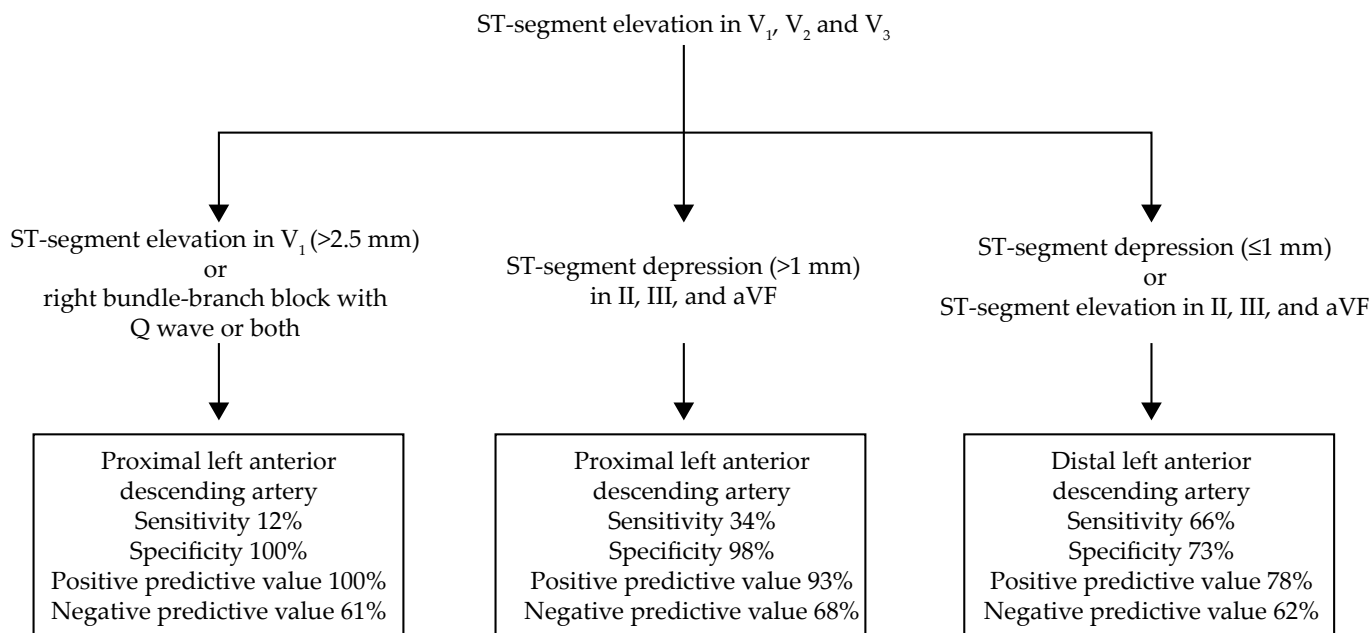 ST-segment elevation in V₁, V₂ and V₃
ST-segment elevation in V₁ (>2.5 mm)
or
right bundle-branch block with
Q wave or both
ST-segment depression (>1 mm)
in II, III, and aVF
ST-segment depression (≤1 mm)
or
ST-segment elevation in II, III, and aVF
Proximal left anterior
descending artery
Sensitivity 12%
Specificity 100%
Positive predictive value 100%
Negative predictive value 61%
Proximal left anterior
descending artery
Sensitivity 34%
Specificity 98%
Positive predictive value 93%
Negative predictive value 68%
Distal left anterior
descending artery
Sensitivity 66%
Specificity 73%
Positive predictive value 78%
Negative predictive value 62%